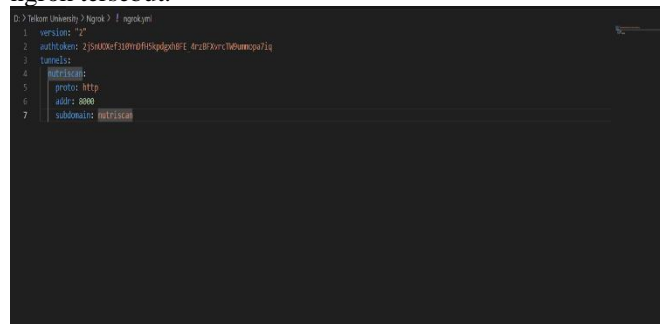 ngrok tersebut.
D: > Telkom University > Ngrok > ! ngrok.yml
1 version: "2"
2 authtoken:
3 tunnels:
4 nutriscan:
5 proto: http
6 addr: 8000
7 subdomain: nutriscan